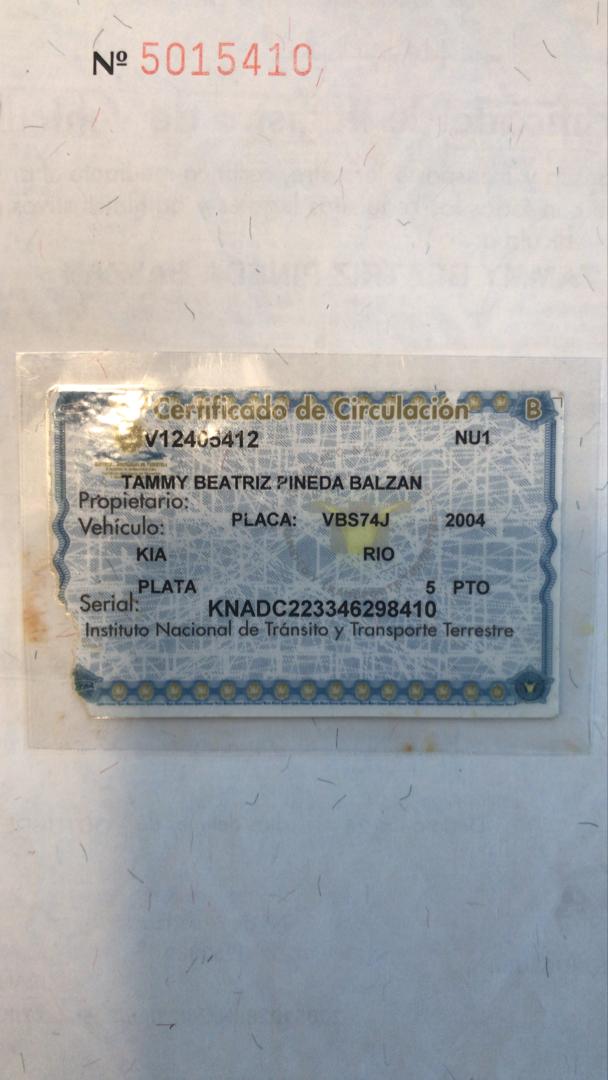 Nº 5015410
Certificado de Circulación B
V12405412 NU1
TAMMY BEATRIZ PINEDA BALZAN
Propietario:
Vehículo: PLACA: VBS74J 2004
KIA RIO
PLATA 5 PTO
Serial: KNADC223346298410
Instituto Nacional de Tránsito y Transporte Terrestre